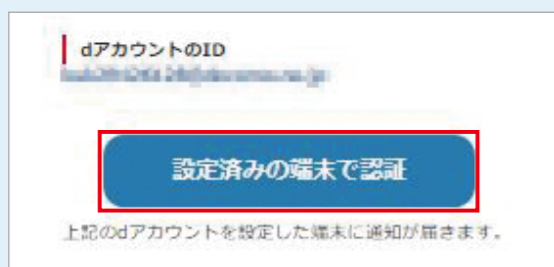 dアカウントのID
設定済みの端末で認証
上記のdアカウントを設定した端末に通知が届きます。